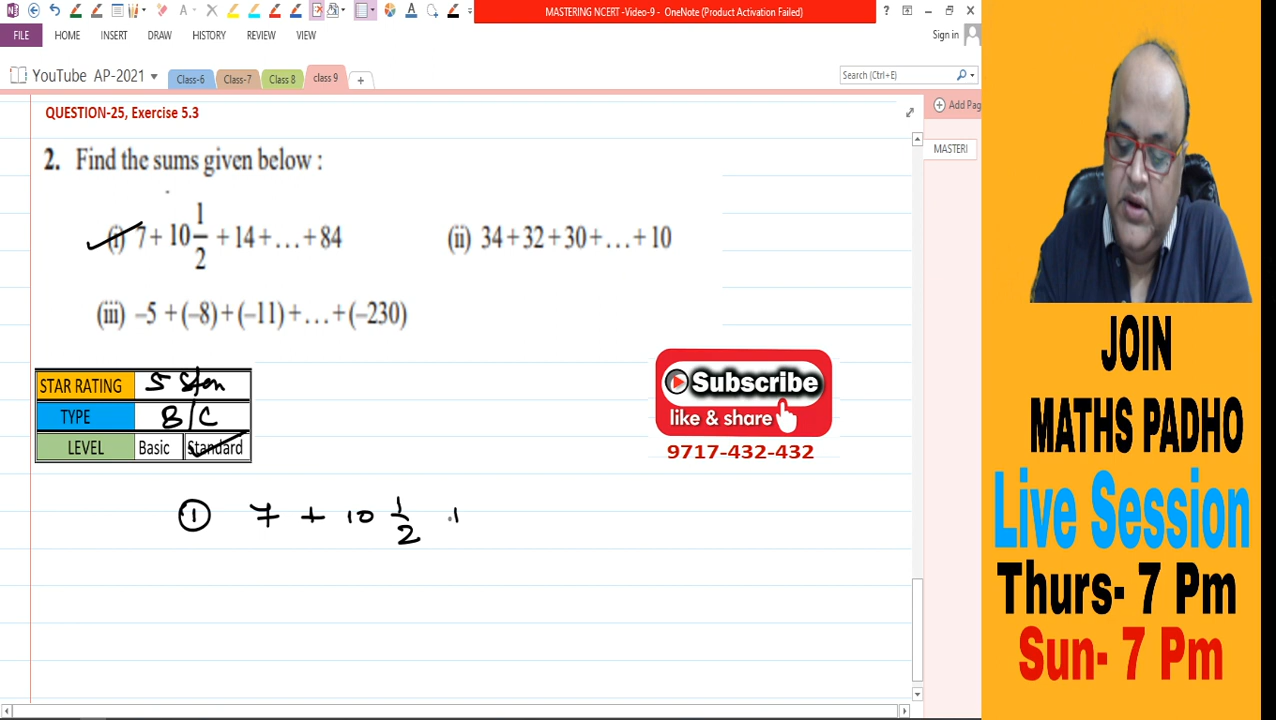 MASTERING NCERT -Video-9 - OneNote (Product Activation Failed)
?
FILE HOME INSERT DRAW HISTORY REVIEW VIEW
Sign in
YouTube AP-2021
Class-6 Class-7 Class 8 class 9 +
Search (Ctrl+E)
QUESTION-25, Exercise 5.3
Add Pag
MASTERI
2. Find the sums given below :
(i) 7 + 10 1/2 + 14 + ... + 84
(ii) 34 + 32 + 30 + ... + 10
(iii) –5 + (–8) + (–11) + ... + (–230)
STAR RATING 5 Star
TYPE B/C
LEVEL Basic Standard
Subscribe
like & share
9717-432-432
① 7 + 10 1/2
JOIN
MATHS PADHO
Live Session
Thurs- 7 Pm
Sun- 7 Pm